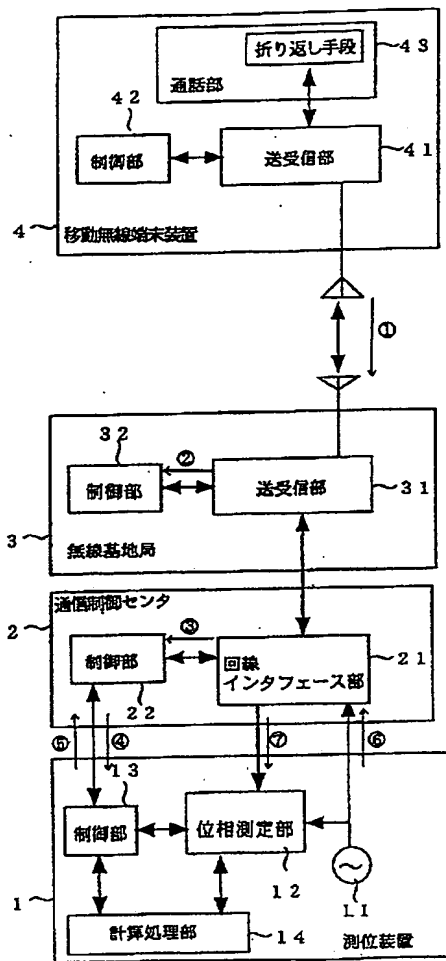 折り返し手段
43
通話部
42
制御部
送受信部
41
4
移動無線端末装置
①
32
②
制御部
送受信部
31
3
無線基地局
通信制御センタ
2
③
制御部
回線
インタフェース部
21
22
⑤
④
⑦
⑥
13
制御部
位相測定部
12
11
1
計算処理部
14
測位装置